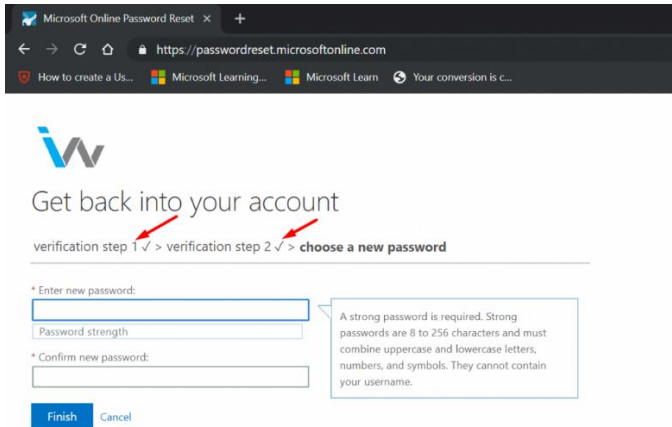 Microsoft Online Password Reset
https://passwordreset.microsoftonline.com
How to create a Us... Microsoft Learning... Microsoft Learn Your conversion is c...
Get back into your account
verification step 1 ✓ > verification step 2 ✓ > choose a new password
* Enter new password:
Password strength
* Confirm new password:
A strong password is required. Strong
passwords are 8 to 256 characters and must
combine uppercase and lowercase letters,
numbers, and symbols. They cannot contain
your username.
Finish Cancel